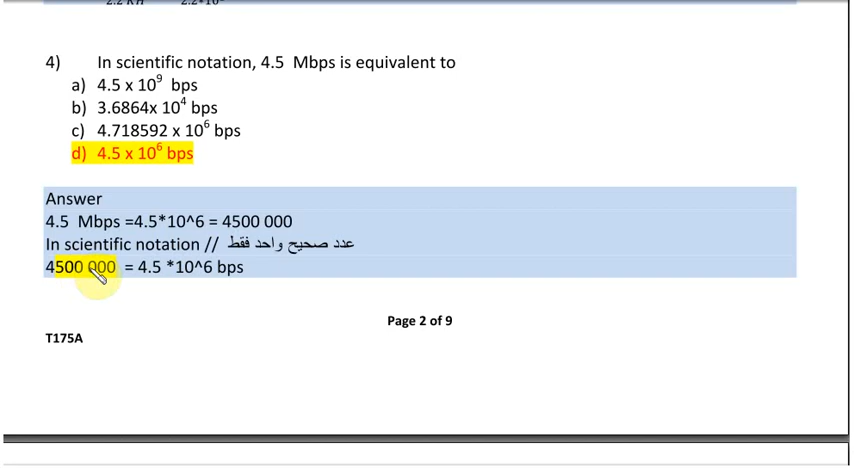 4) In scientific notation, 4.5 Mbps is equivalent to
a) 4.5 x 10⁹ bps
b) 3.6864x 10⁴ bps
c) 4.718592 x 10⁶ bps
d) 4.5 x 10⁶ bps
Answer
4.5 Mbps =4.5*10^6 = 4500 000
In scientific notation // عدد صحيح واحد فقط
4500 000 = 4.5 *10^6 bps
Page 2 of 9
T175A